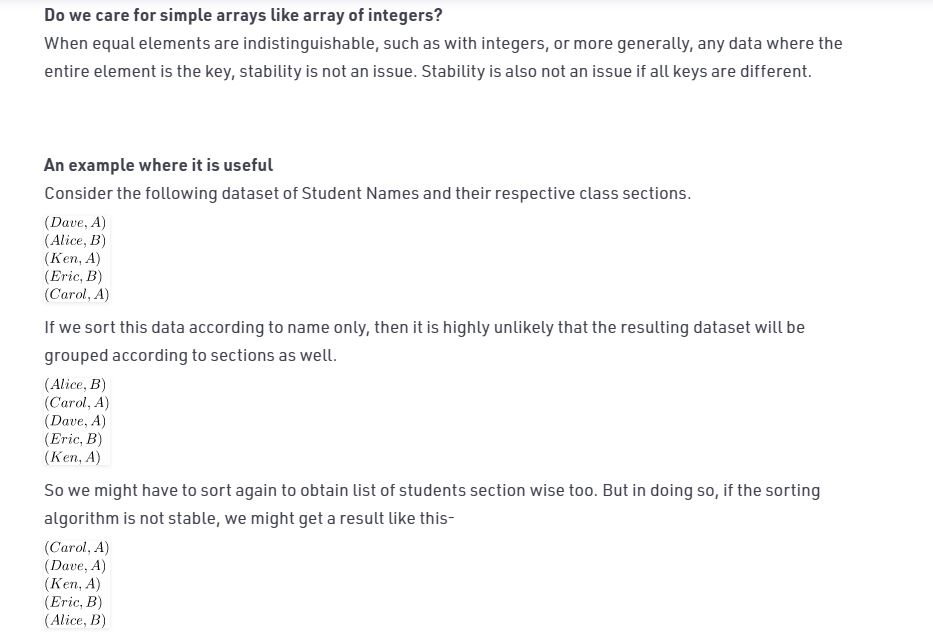 Do we care for simple arrays like array of integers?
When equal elements are indistinguishable, such as with integers, or more generally, any data where the
entire element is the key, stability is not an issue. Stability is also not an issue if all keys are different.
An example where it is useful
Consider the following dataset of Student Names and their respective class sections.
(Dave, A)
(Alice, B)
(Ken, A)
(Eric, B)
(Carol, A)
If we sort this data according to name only, then it is highly unlikely that the resulting dataset will be
grouped according to sections as well.
(Alice, B)
(Carol, A)
(Dave, A)
(Eric, B)
(Ken, A)
So we might have to sort again to obtain list of students section wise too. But in doing so, if the sorting
algorithm is not stable, we might get a result like this-
(Carol, A)
(Dave, A)
(Ken, A)
(Eric, B)
(Alice, B)